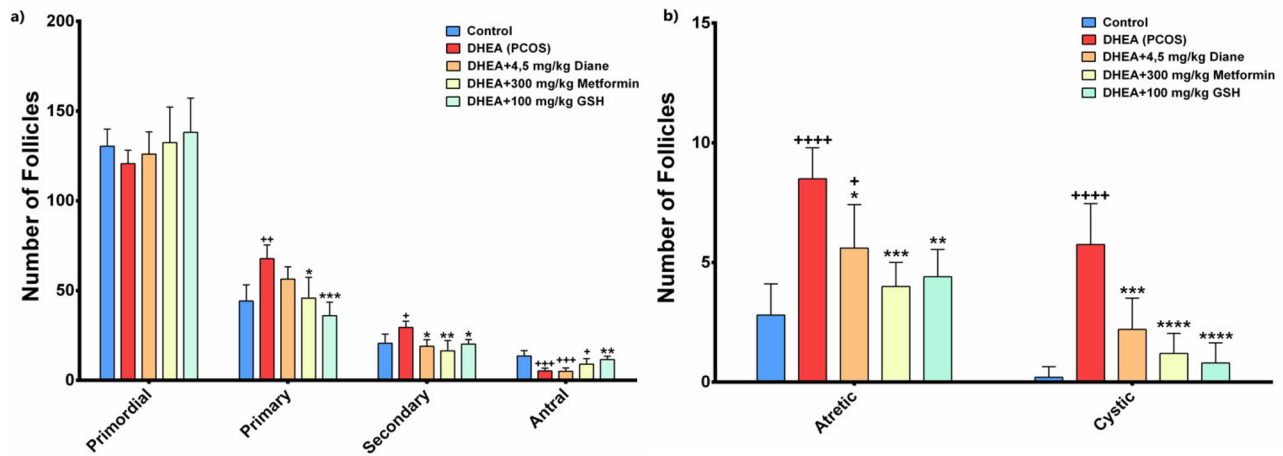 a)
Number of Follicles
200
150
100
50
0
Control
DHEA (PCOS)
DHEA+4,5 mg/kg Diane
DHEA+300 mg/kg Metformin
DHEA+100 mg/kg GSH
++
*
***
+
*
**
*
+++
+++
+
**
Primordial
Primary
Secondary
Antral
b)
Number of Follicles
15
10
5
0
Control
DHEA (PCOS)
DHEA+4,5 mg/kg Diane
DHEA+300 mg/kg Metformin
DHEA+100 mg/kg GSH
++++
+
*
***
**
++++
***
****
****
Atretic
Cystic